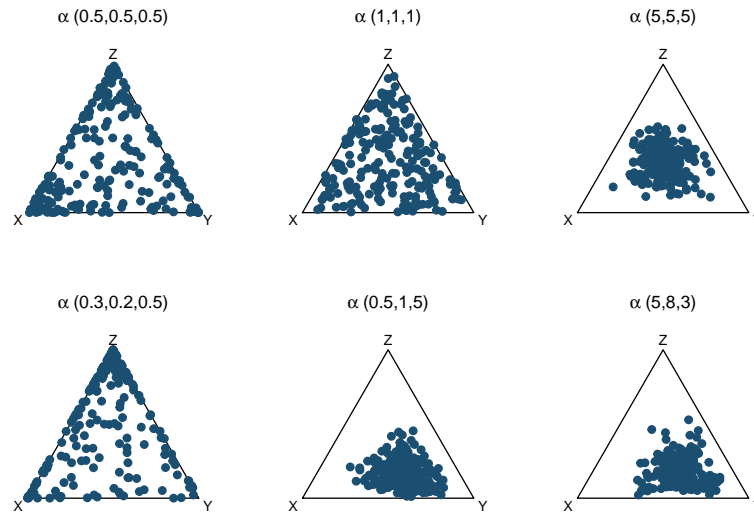 α (0.5,0.5,0.5)
α (1,1,1)
α (5,5,5)
Z
Z
Z
X
Y
X
Y
X
α (0.3,0.2,0.5)
α (0.5,1,5)
α (5,8,3)
Z
Z
Z
X
Y
X
Y
X